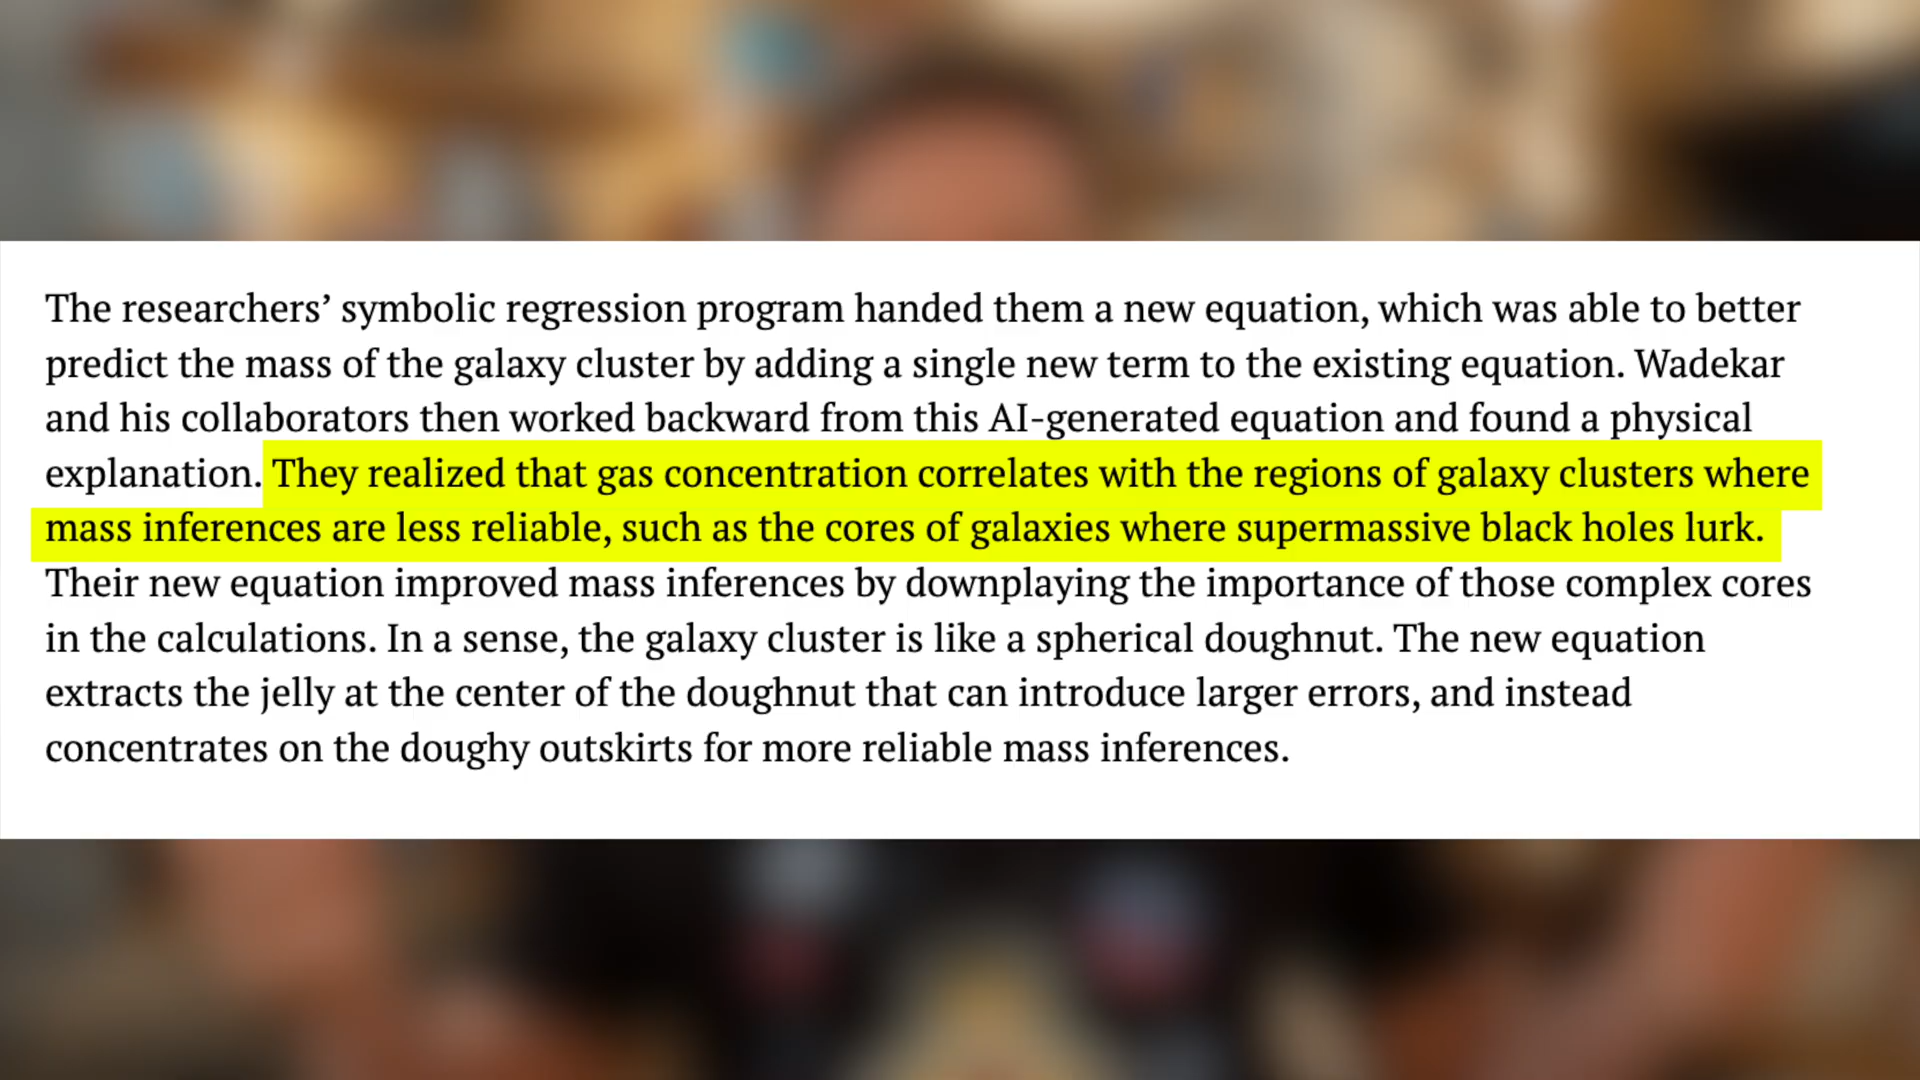 The researchers’ symbolic regression program handed them a new equation, which was able to better
predict the mass of the galaxy cluster by adding a single new term to the existing equation. Wadekar
and his collaborators then worked backward from this AI-generated equation and found a physical
explanation. They realized that gas concentration correlates with the regions of galaxy clusters where
mass inferences are less reliable, such as the cores of galaxies where supermassive black holes lurk.
Their new equation improved mass inferences by downplaying the importance of those complex cores
in the calculations. In a sense, the galaxy cluster is like a spherical doughnut. The new equation
extracts the jelly at the center of the doughnut that can introduce larger errors, and instead
concentrates on the doughy outskirts for more reliable mass inferences.